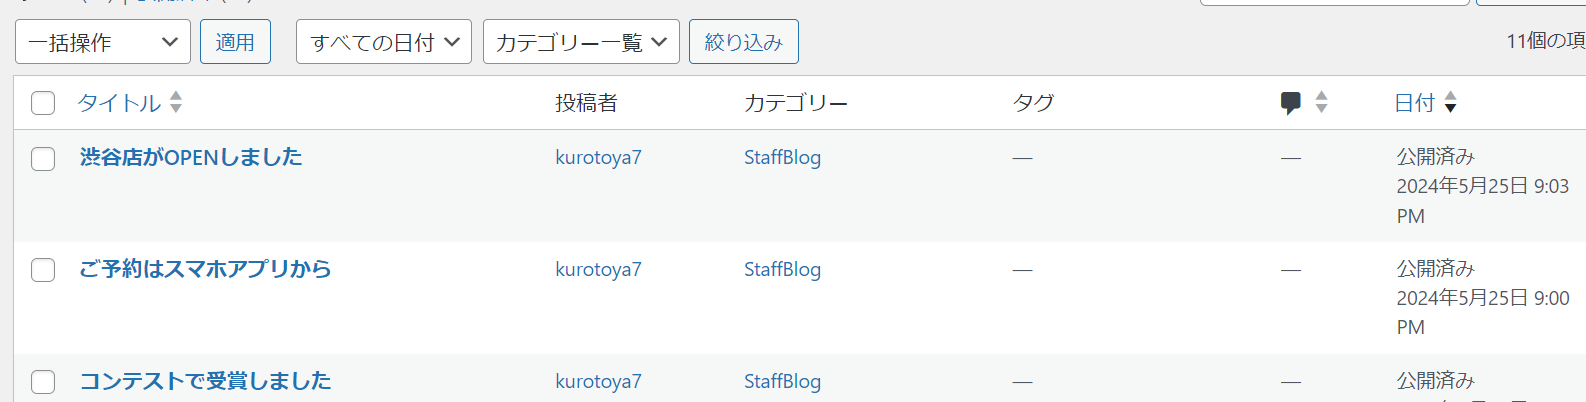 一括操作 適用 すべての日付 カテゴリー一覧 絞り込み 11個の項
タイトル 投稿者 カテゴリー タグ 日付
渋谷店がOPENしました kurotoya7 StaffBlog — — 公開済み
2024年5月25日 9:03
PM
ご予約はスマホアプリから kurotoya7 StaffBlog — — 公開済み
2024年5月25日 9:00
PM
コンテストで受賞しました kurotoya7 StaffBlog — — 公開済み